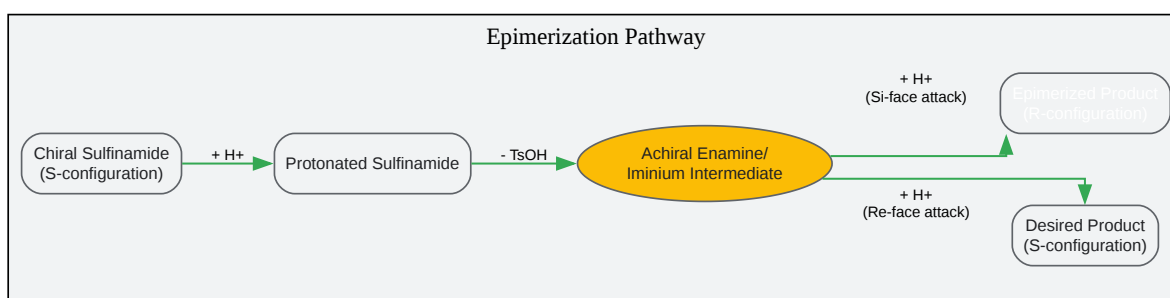 Epimerization Pathway
Chiral Sulfinamide
(S-configuration)
+ H+
Protonated Sulfinamide
- TsOH
Achiral Enamine/
Iminium Intermediate
+ H+
(Si-face attack)
Epimerized Product
(R-configuration)
+ H+
(Re-face attack)
Desired Product
(S-configuration)